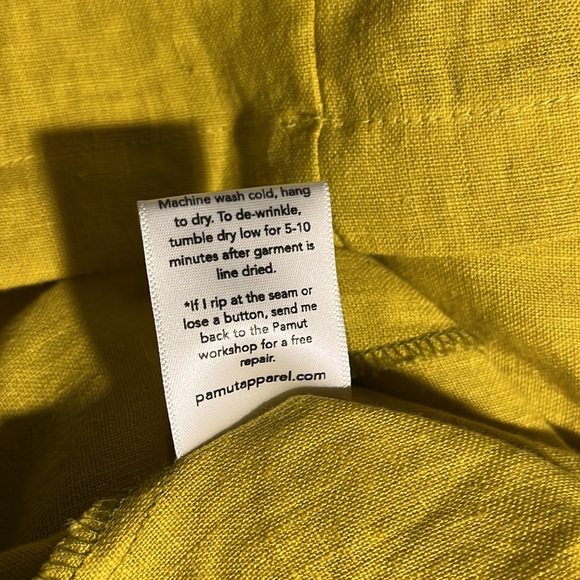 Machine wash cold, hang
to dry. To de-wrinkle,
tumble dry low for 5-10
minutes after garment is
line dried.
*If I rip at the seam or
lose a button, send me
back to the Pamut
workshop for a free
repair.
pamutapparel.com